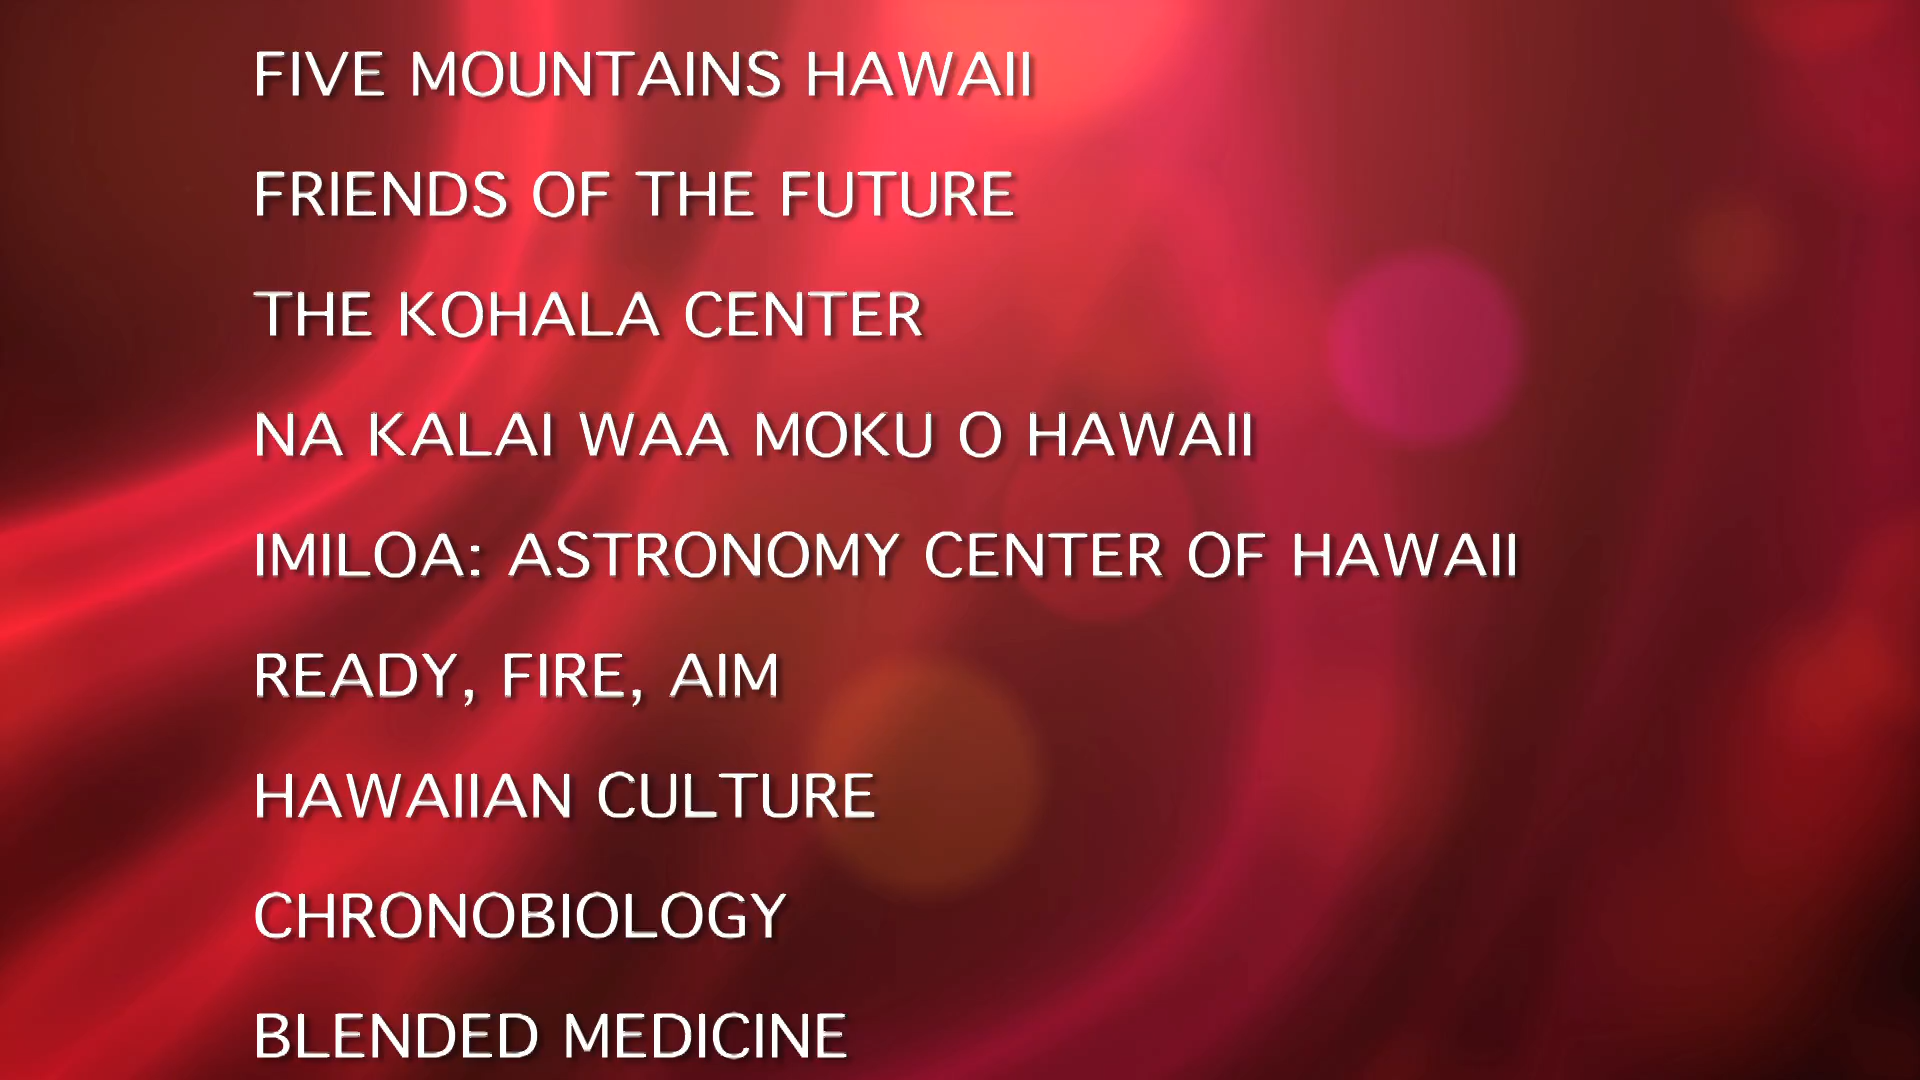 FIVE MOUNTAINS HAWAII
FRIENDS OF THE FUTURE
THE KOHALA CENTER
NA KALAI WAA MOKU O HAWAII
IMILOA: ASTRONOMY CENTER OF HAWAII
READY, FIRE, AIM
HAWAIIAN CULTURE
CHRONOBIOLOGY
BLENDED MEDICINE